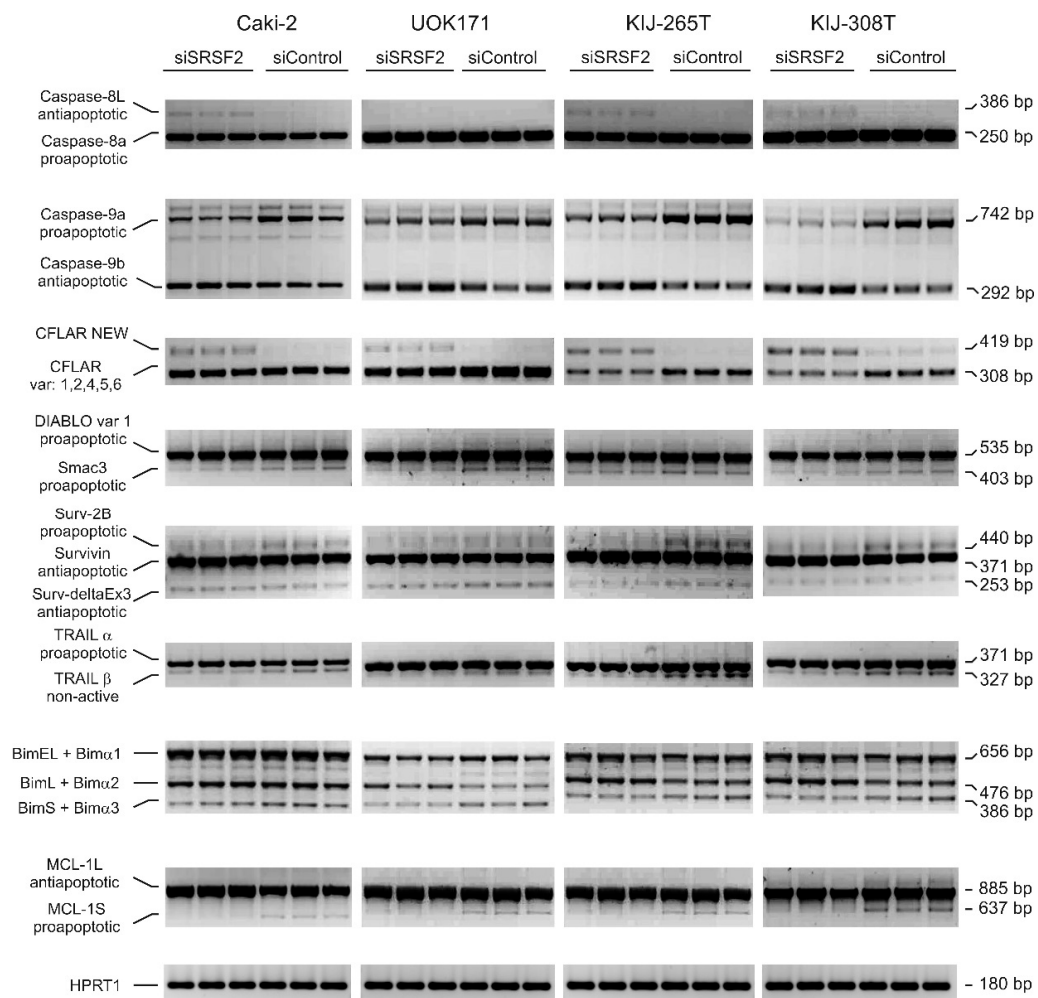 Caki-2 UOK171 KIJ-265T KIJ-308T
siSRSF2 siControl siSRSF2 siControl siSRSF2 siControl siSRSF2 siControl
Caspase-8L
antiapoptotic
386 bp
Caspase-8a
proapoptotic
250 bp
Caspase-9a
proapoptotic
742 bp
Caspase-9b
antiapoptotic
292 bp
CFLAR NEW
419 bp
CFLAR
var: 1,2,4,5,6
308 bp
DIABLO var 1
proapoptotic
535 bp
Smac3
proapoptotic
403 bp
Surv-2B
proapoptotic
440 bp
Survivin
antiapoptotic
371 bp
Surv-deltaEx3
antiapoptotic
253 bp
TRAIL α
proapoptotic
371 bp
TRAIL β
non-active
327 bp
BimEL + Bimα1
656 bp
BimL + Bimα2
476 bp
BimS + Bimα3
386 bp
MCL-1L
antiapoptotic
885 bp
MCL-1S
proapoptotic
637 bp
HPRT1
180 bp